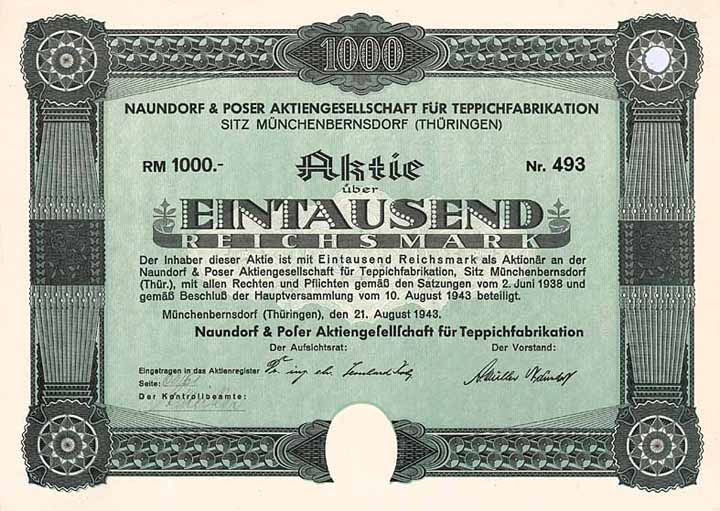 1000
NAUNDORF & POSER AKTIENGESELLSCHAFT FÜR TEPPICHFABRIKATION
SITZ MÜNCHENBERNSDORF (THÜRINGEN)
RM 1000.- Aktie Nr. 493
über
EINTAUSEND
REICHSMARK
Der Inhaber dieser Aktie ist mit Eintausend Reichsmark als Aktionär an der
Naundorf & Poser Aktiengesellschaft für Teppichfabrikation, Sitz Münchenbernsdorf
(Thür.), mit allen Rechten und Pflichten gemäß den Satzungen vom 2. Juni 1938 und
gemäß Beschluß der Hauptversammlung vom 10. August 1943 beteiligt.
Münchenbernsdorf (Thüringen), den 21. August 1943.
Naundorf & Poſer Aktiengeſellſchaft für Teppichfabrikation
Der Aufsichtsrat: Der Vorstand:
Eingetragen in das Aktienregister
Seite:
Der Kontrollbeamte:
Dr. ing. eh.